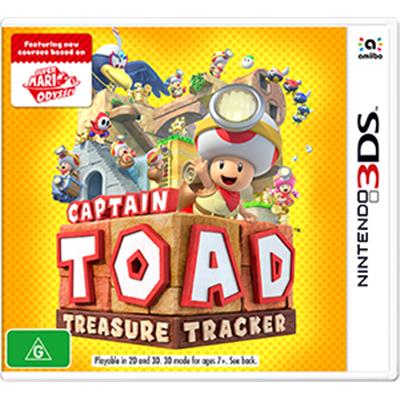 Featuring new
courses based on
SUPER
MARIO
ODYSSEY
amiibo
NINTENDO 3DS
CAPTAIN
TOAD
TM
TREASURE TRACKER
G
Playable in 2D and 3D. 3D mode for ages 7+. See back.